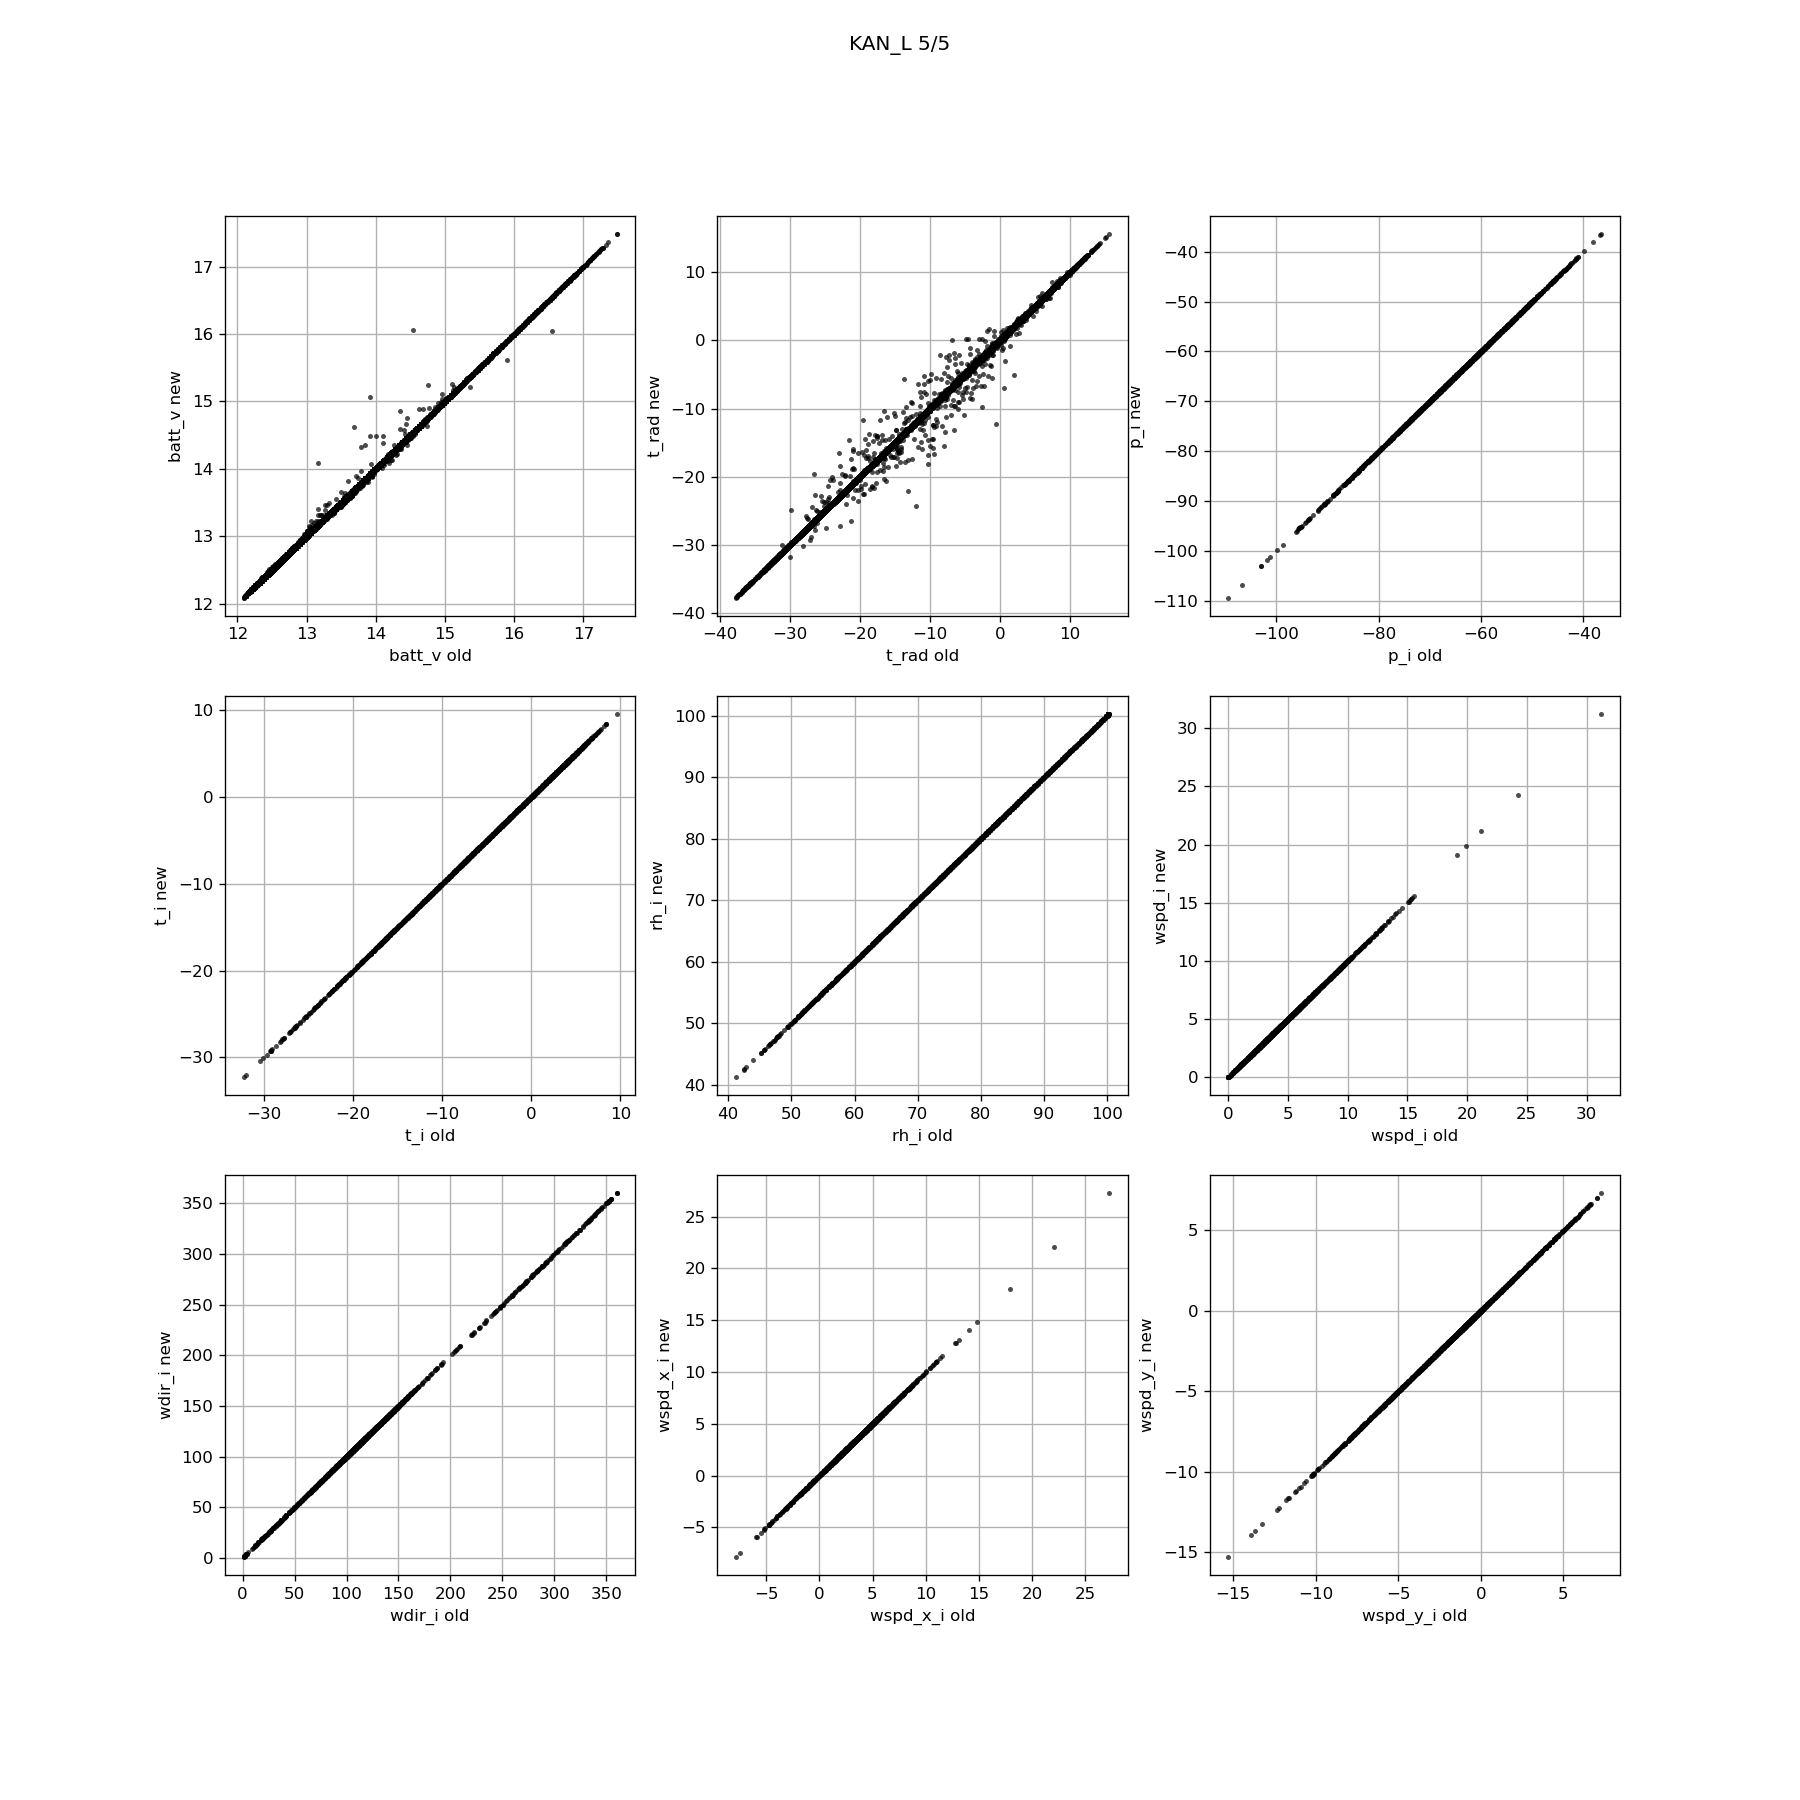 KAN_L 5/5
batt_v new
17
16
15
14
13
12
12 13 14 15 16 17
batt_v old
t_rad new
10
0
−10
−20
−30
−40
−40 −30 −20 −10 0 10
t_rad old
p_i new
−40
−50
−60
−70
−80
−90
−100
−110
−100 −80 −60 −40
p_i old
t_i new
10
0
−10
−20
−30
−30 −20 −10 0 10
t_i old
rh_i new
100
90
80
70
60
50
40
40 50 60 70 80 90 100
rh_i old
wspd_i new
30
25
20
15
10
5
0
0 5 10 15 20 25 30
wspd_i old
wdir_i new
350
300
250
200
150
100
50
0
0 50 100 150 200 250 300 350
wdir_i old
wspd_x_i new
25
20
15
10
5
0
−5
−5 0 5 10 15 20 25
wspd_x_i old
wspd_y_i new
5
0
−5
−10
−15
−15 −10 −5 0 5
wspd_y_i old